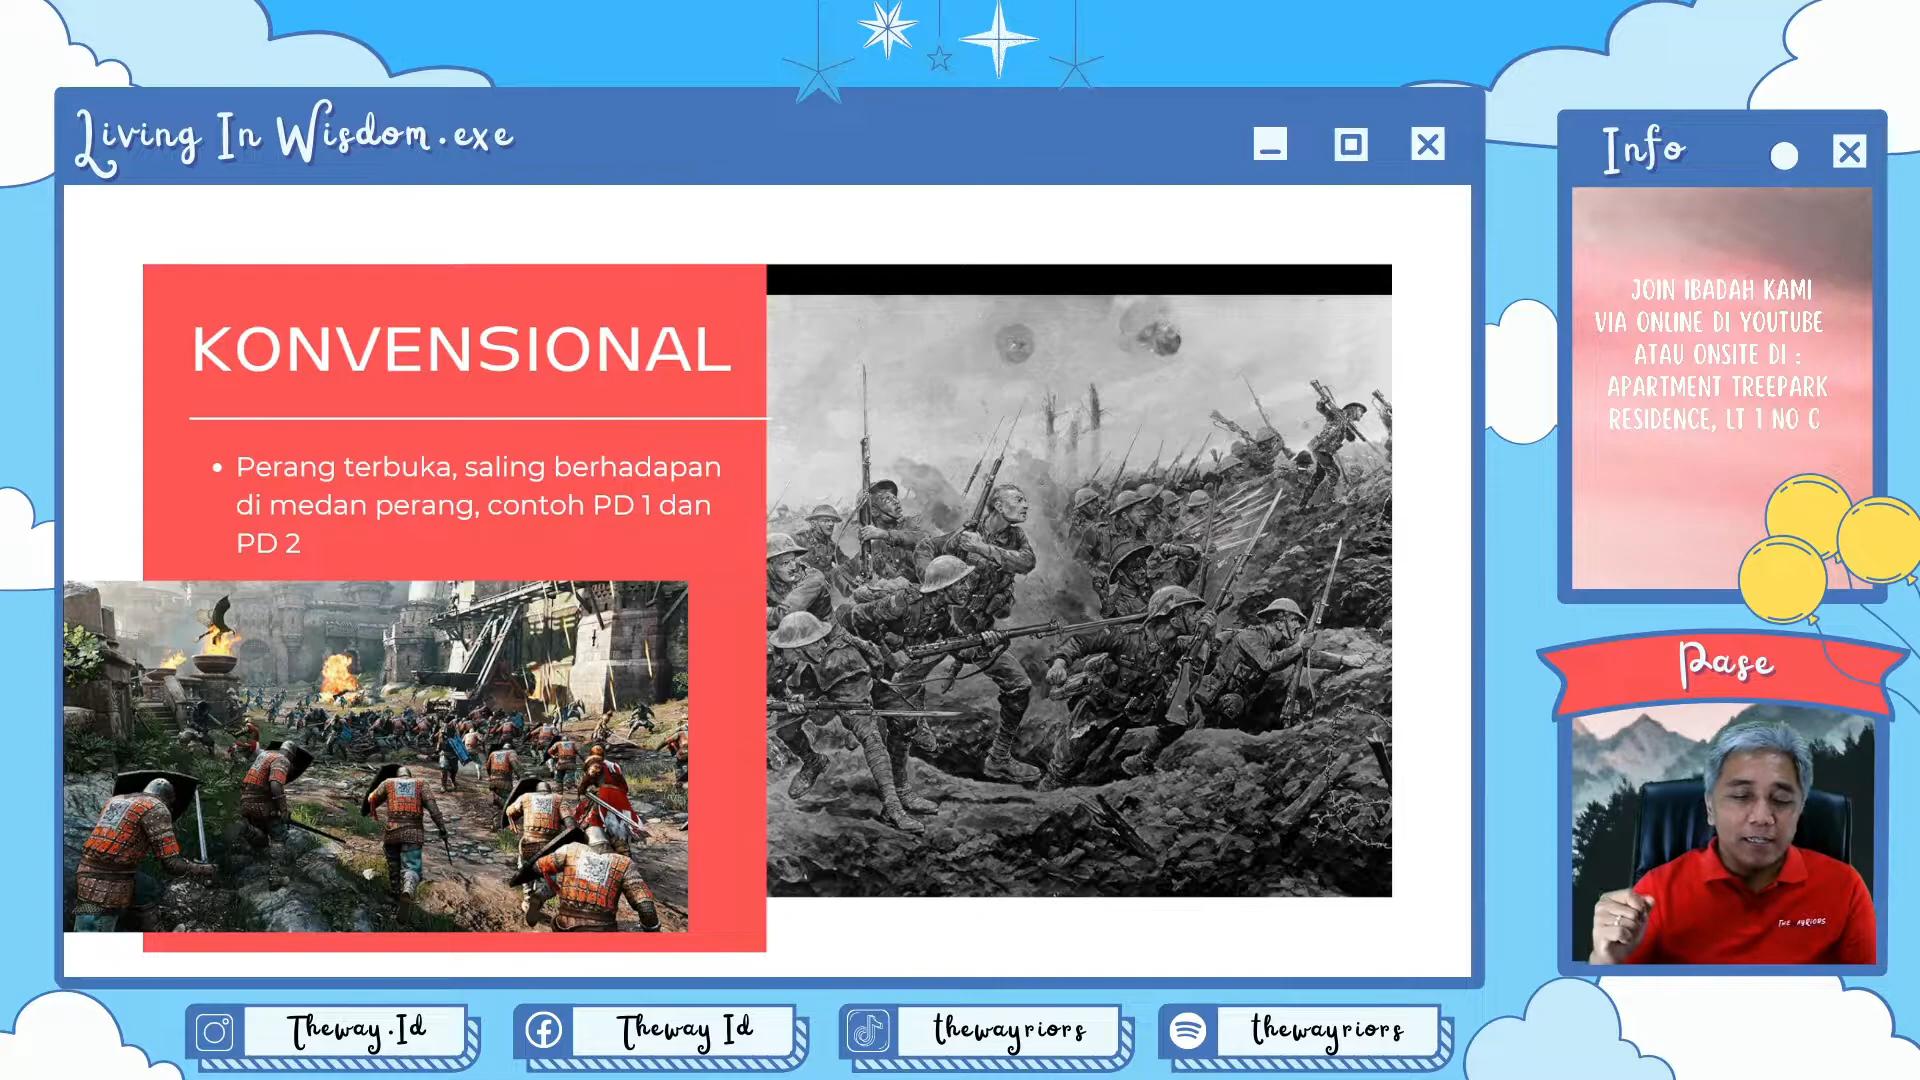 Living In Wisdom.exe
Info
KONVENSIONAL
• Perang terbuka, saling berhadapan
di medan perang, contoh PD 1 dan
PD 2
JOIN IBADAH KAMI
VIA ONLINE DI YOUTUBE
ATAU ONSITE DI :
APARTMENT TREEPARK
RESIDENCE, LT 1 NO C
Pase
Theway.Id
Theway Id
thewayriors
thewayriors